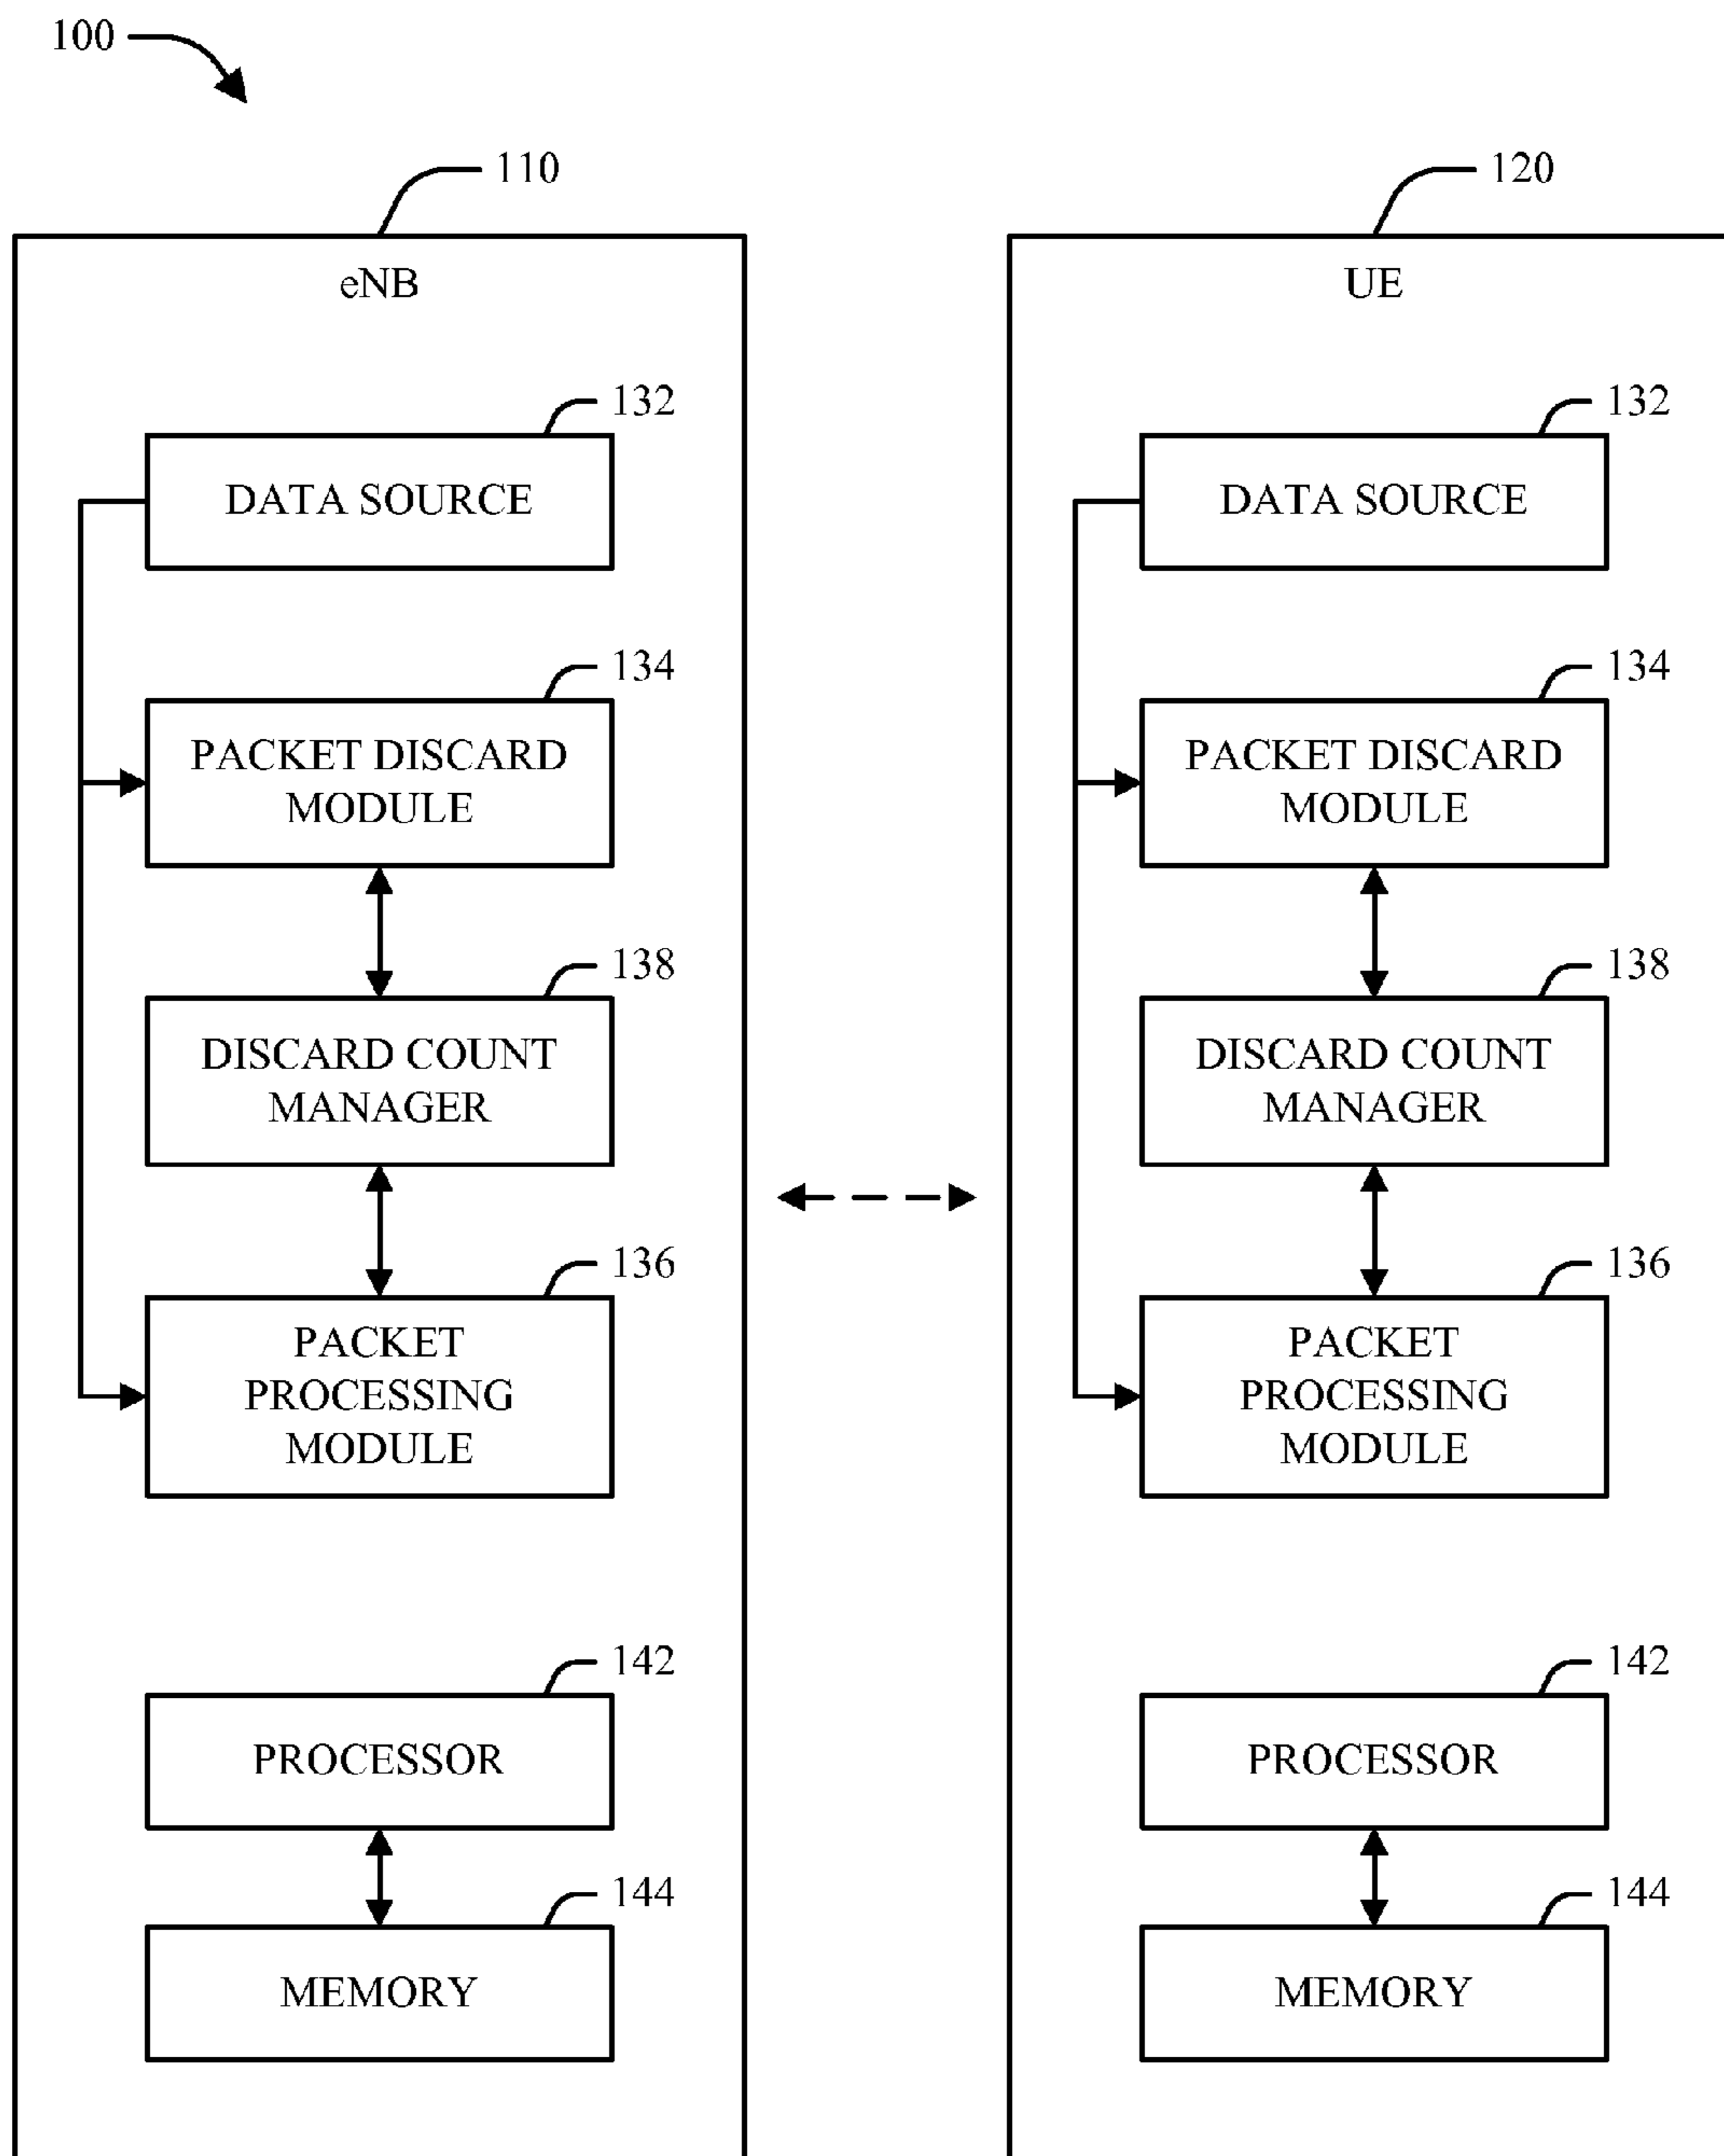 100
110
120
eNB
UE
132
132
DATA SOURCE
DATA SOURCE
134
134
PACKET DISCARD
MODULE
PACKET DISCARD
MODULE
138
138
DISCARD COUNT
MANAGER
DISCARD COUNT
MANAGER
136
136
PACKET
PROCESSING
MODULE
PACKET
PROCESSING
MODULE
142
142
PROCESSOR
PROCESSOR
144
144
MEMORY
MEMORY